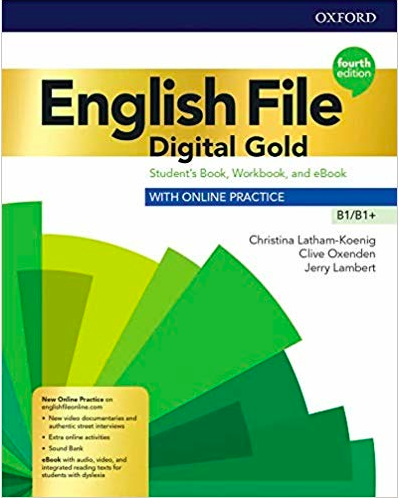 OXFORD
fourth
edition
English File
Digital Gold
Student's Book, Workbook, and eBook
WITH ONLINE PRACTICE
B1/B1+
Christina Latham-Koenig
Clive Oxenden
Jerry Lambert
New Online Practice on
englishfileonline.com
• New video documentaries and
authentic street interviews
• Extra online activities
• Sound Bank
eBook with audio, video, and
integrated reading texts for
students with dyslexia